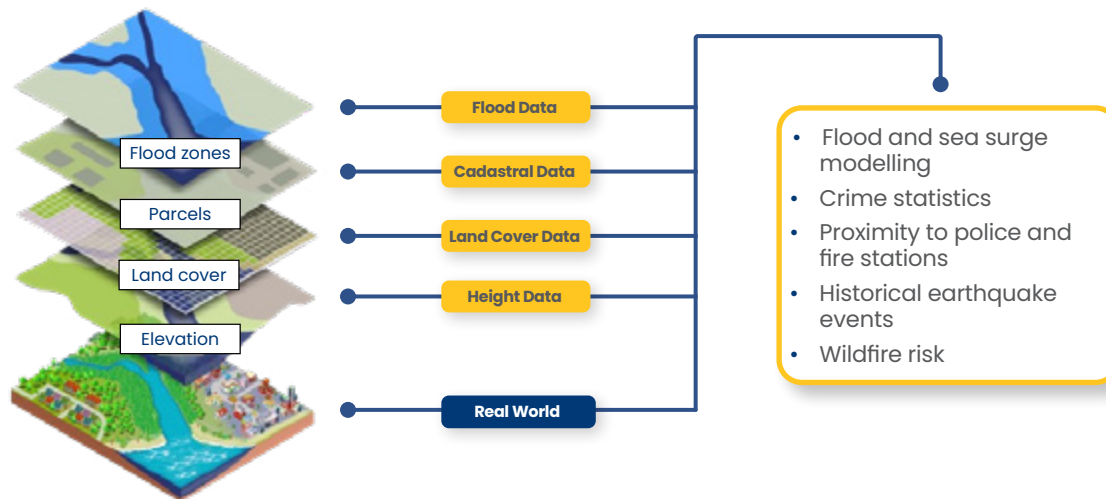 Flood zones
Parcels
Land cover
Elevation
Flood Data
Cadastral Data
Land Cover Data
Height Data
Real World
• Flood and sea surge
modelling
• Crime statistics
• Proximity to police and
fire stations
• Historical earthquake
events
• Wildfire risk